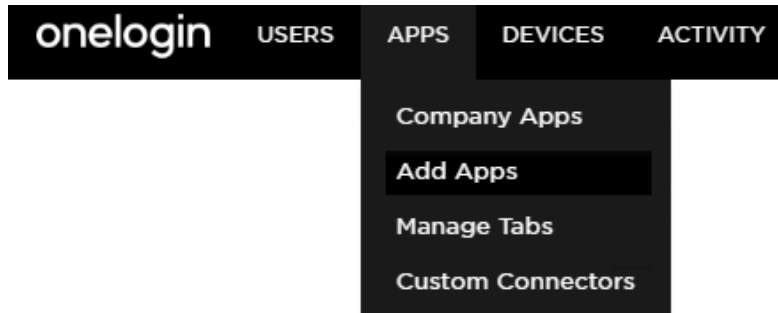 onelogin USERS APPS DEVICES ACTIVITY
Company Apps
Add Apps
Manage Tabs
Custom Connectors